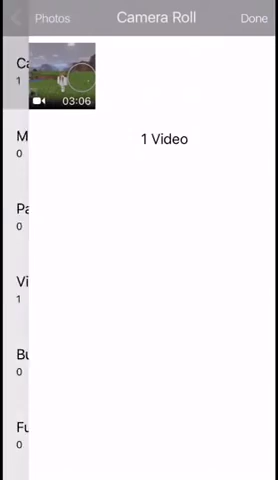 Photos Camera Roll Done
Ca
1
03:06
M
0
1 Video
Pa
0
Vi
1
Bu
0
Fu
0